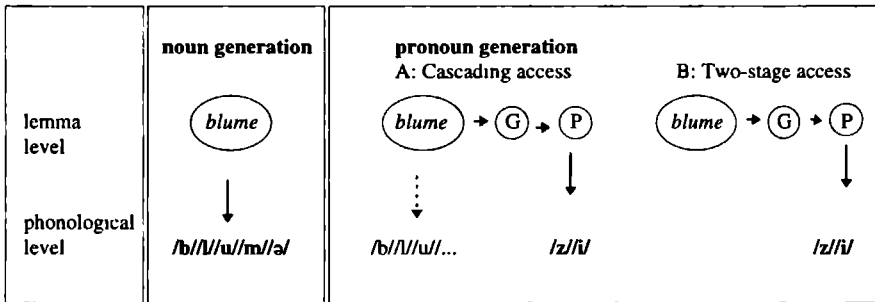 noun generation
pronoun generation
A: Cascading access
B: Two-stage access
lemma level
blume
blume → G → P
blume → G → P
phonological level
/b//l//u//m//ə/
/b//l//u//...
/z//i/
/z//i/